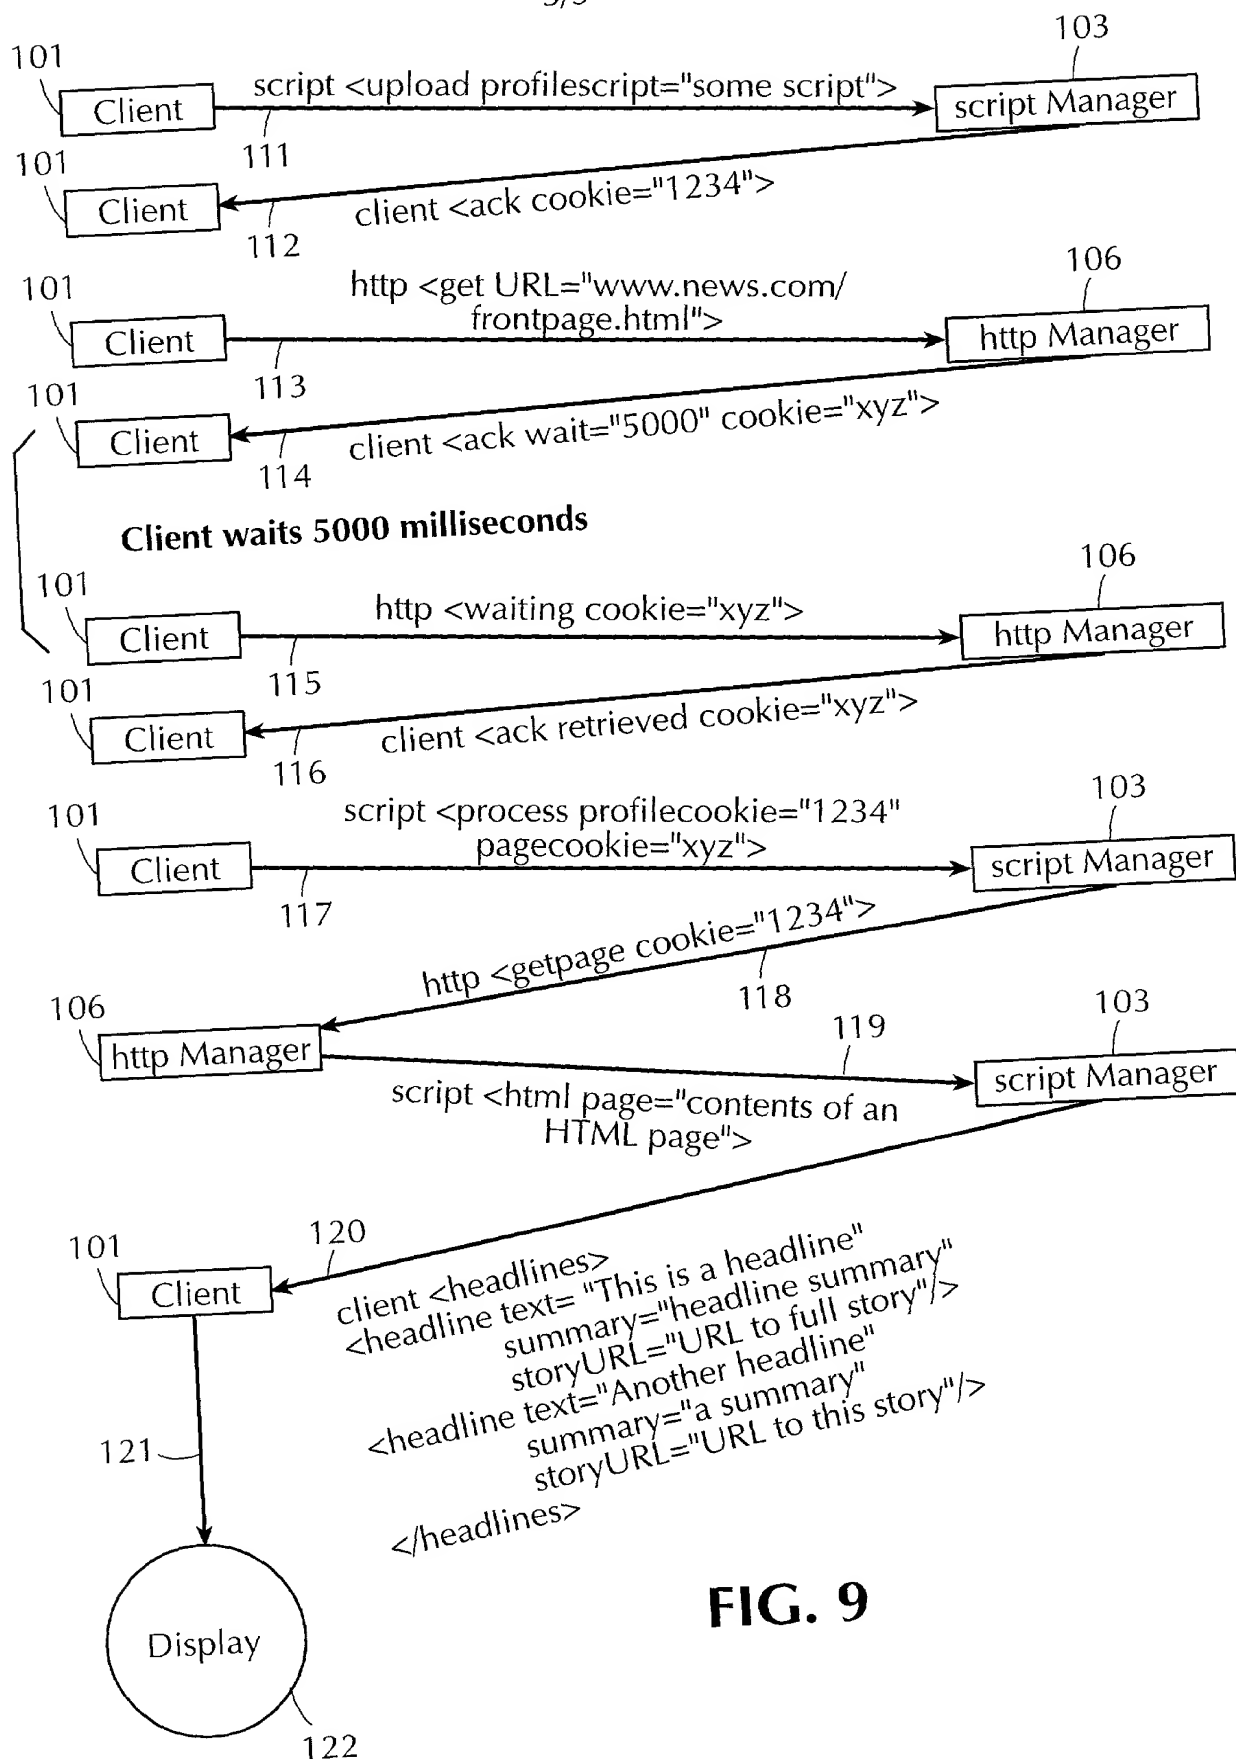 103
101
script <upload profilescript="some script">
Client
script Manager
111
101
Client
client <ack cookie="1234">
112
106
101
http <get URL="www.news.com/
frontpage.html">
Client
http Manager
113
101
Client
client <ack wait="5000" cookie="xyz">
114
Client waits 5000 milliseconds
106
101
http <waiting cookie="xyz">
Client
http Manager
115
101
Client
client <ack retrieved cookie="xyz">
116
103
101
script <process profilecookie="1234"
pagecookie="xyz">
Client
script Manager
117
http <getpage cookie="1234">
118
106
103
119
http Manager
script Manager
script <html page="contents of an
HTML page">
101
120
Client
client <headlines>
<headline text= "This is a headline"
summary="headline summary"
storyURL="URL to full story"/>
<headline text="Another headline"
summary="a summary"
storyURL="URL to this story"/>
</headlines>
121
FIG. 9
Display
122